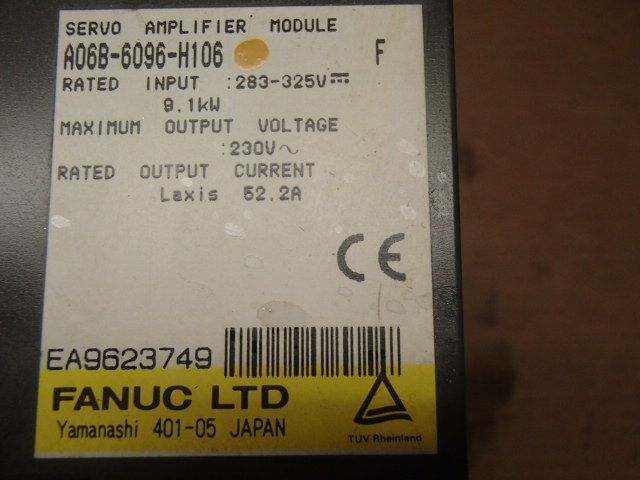 SERVO AMPLIFIER MODULE
A06B-6096-H106 F
RATED INPUT :283-325V⎓
9.1kW
MAXIMUM OUTPUT VOLTAGE
:230V～
RATED OUTPUT CURRENT
Laxis 52.2A
CE
EA9623749
FANUC LTD
Yamanashi 401-05 JAPAN
TUV Rheinland